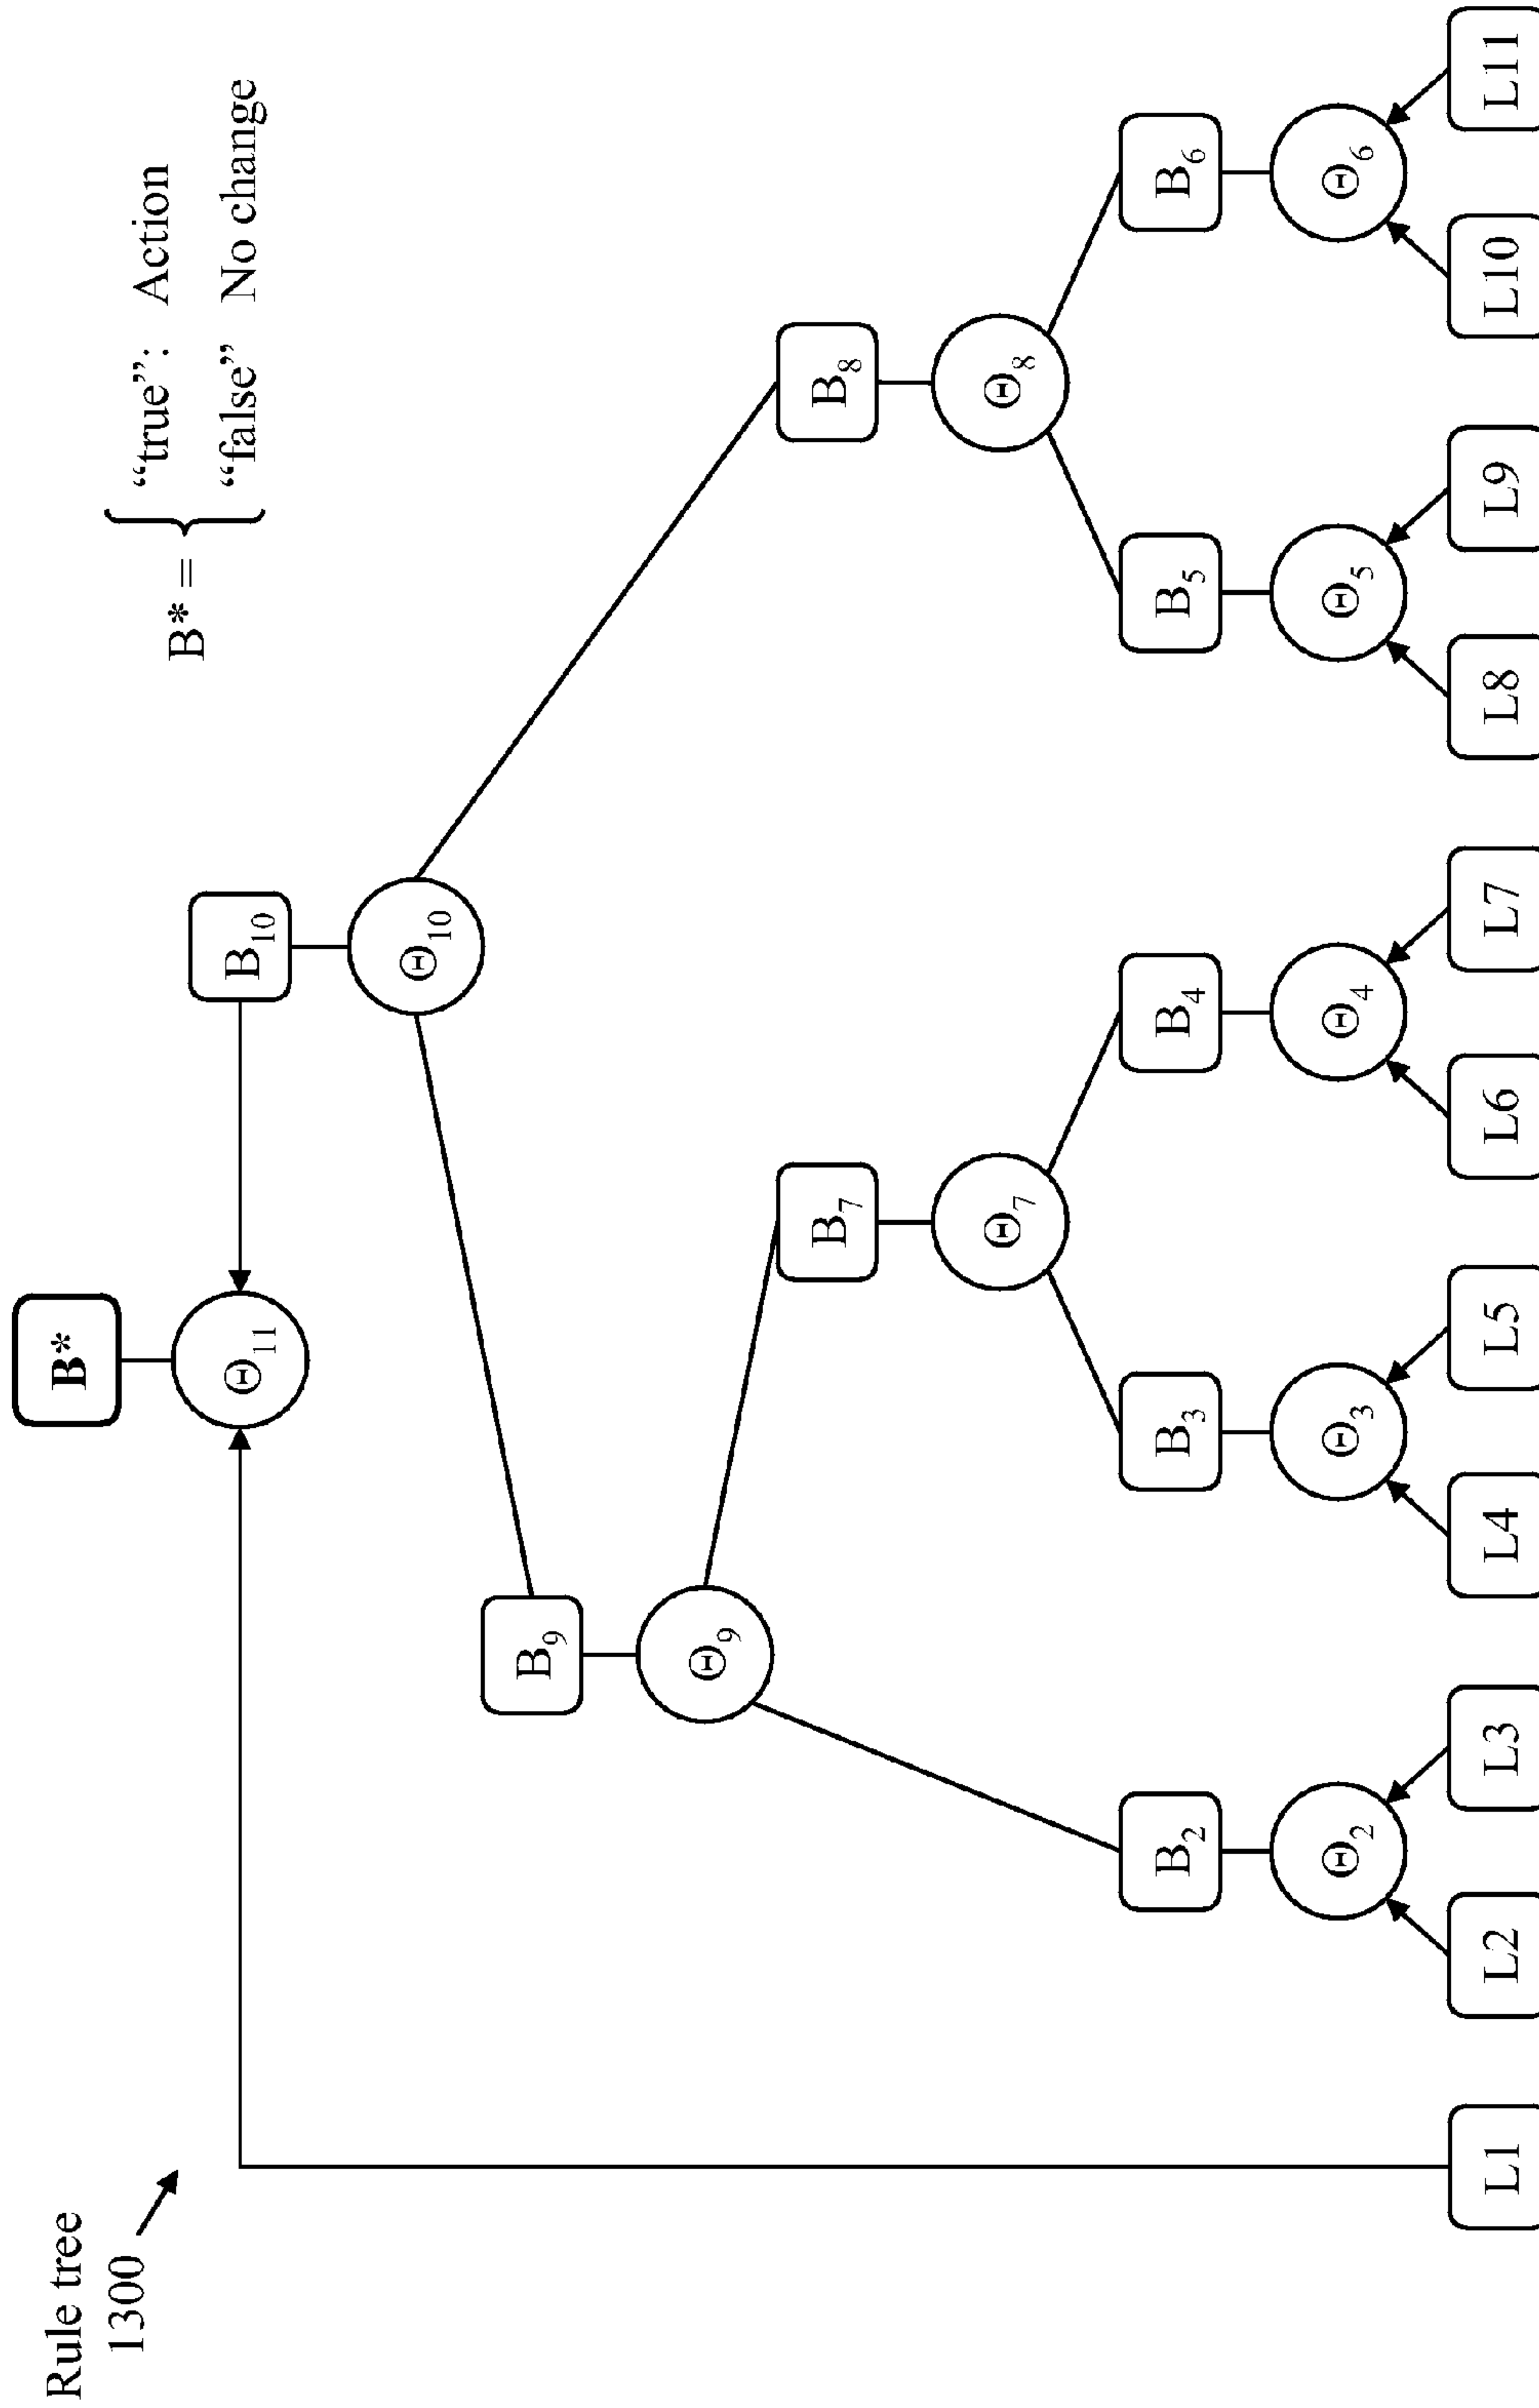 Rule tree
1300
B*
B* =
“true”: Action
“false” No change
Θ11
B10
Θ10
B9
Θ9
B7
B8
Θ7
Θ8
B2
B3
B4
B5
B6
Θ2
Θ3
Θ4
Θ5
Θ6
L1
L2
L3
L4
L5
L6
L7
L8
L9
L10
L11